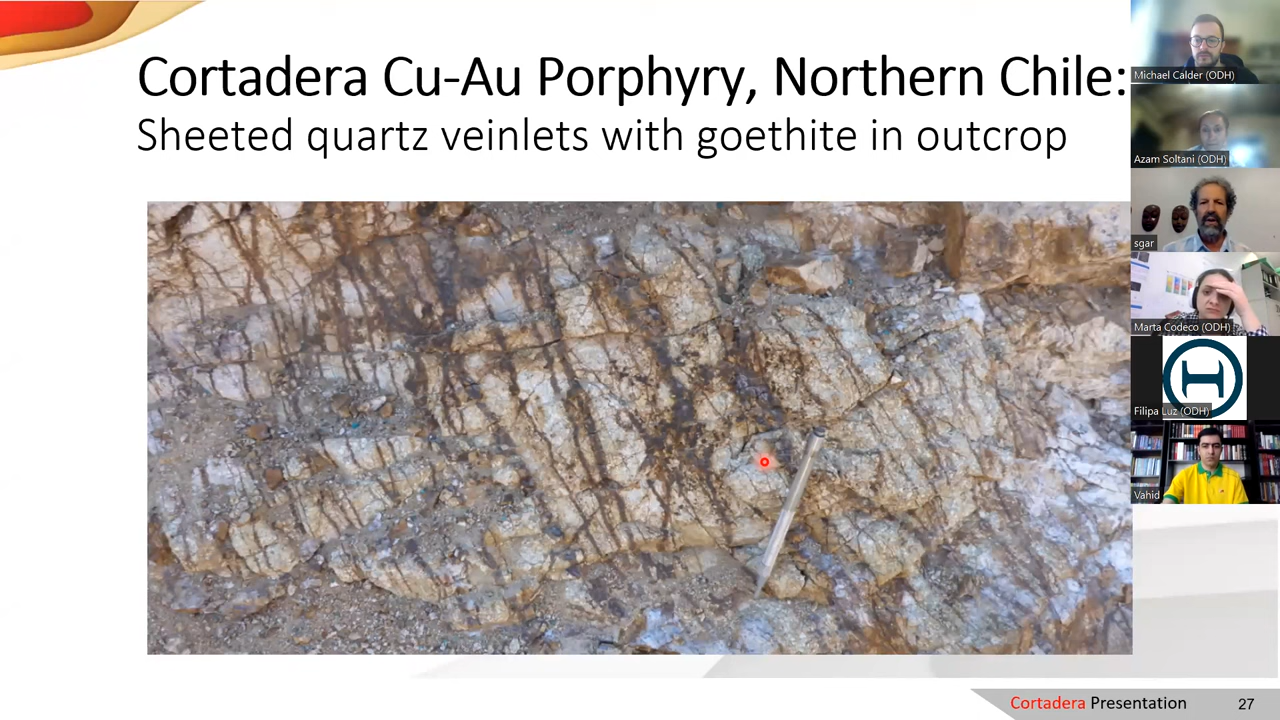 Cortadera Cu-Au Porphyry, Northern Chile:
Sheeted quartz veinlets with goethite in outcrop
Michael Calder (ODH)
Azam Soltani (ODH)
sgar
Marta Codeco (ODH)
Filipa Luz (ODH)
Vahid
Cortadera Presentation 27